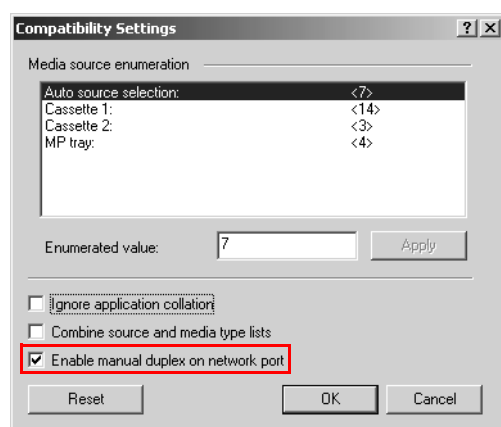 Compatibility Settings
Media source enumeration
Auto source selection: <7>
Cassette 1: <14>
Cassette 2: <3>
MP tray: <4>
Enumerated value: 7 Apply
Ignore application collation
Combine source and media type lists
Enable manual duplex on network port
Reset OK Cancel